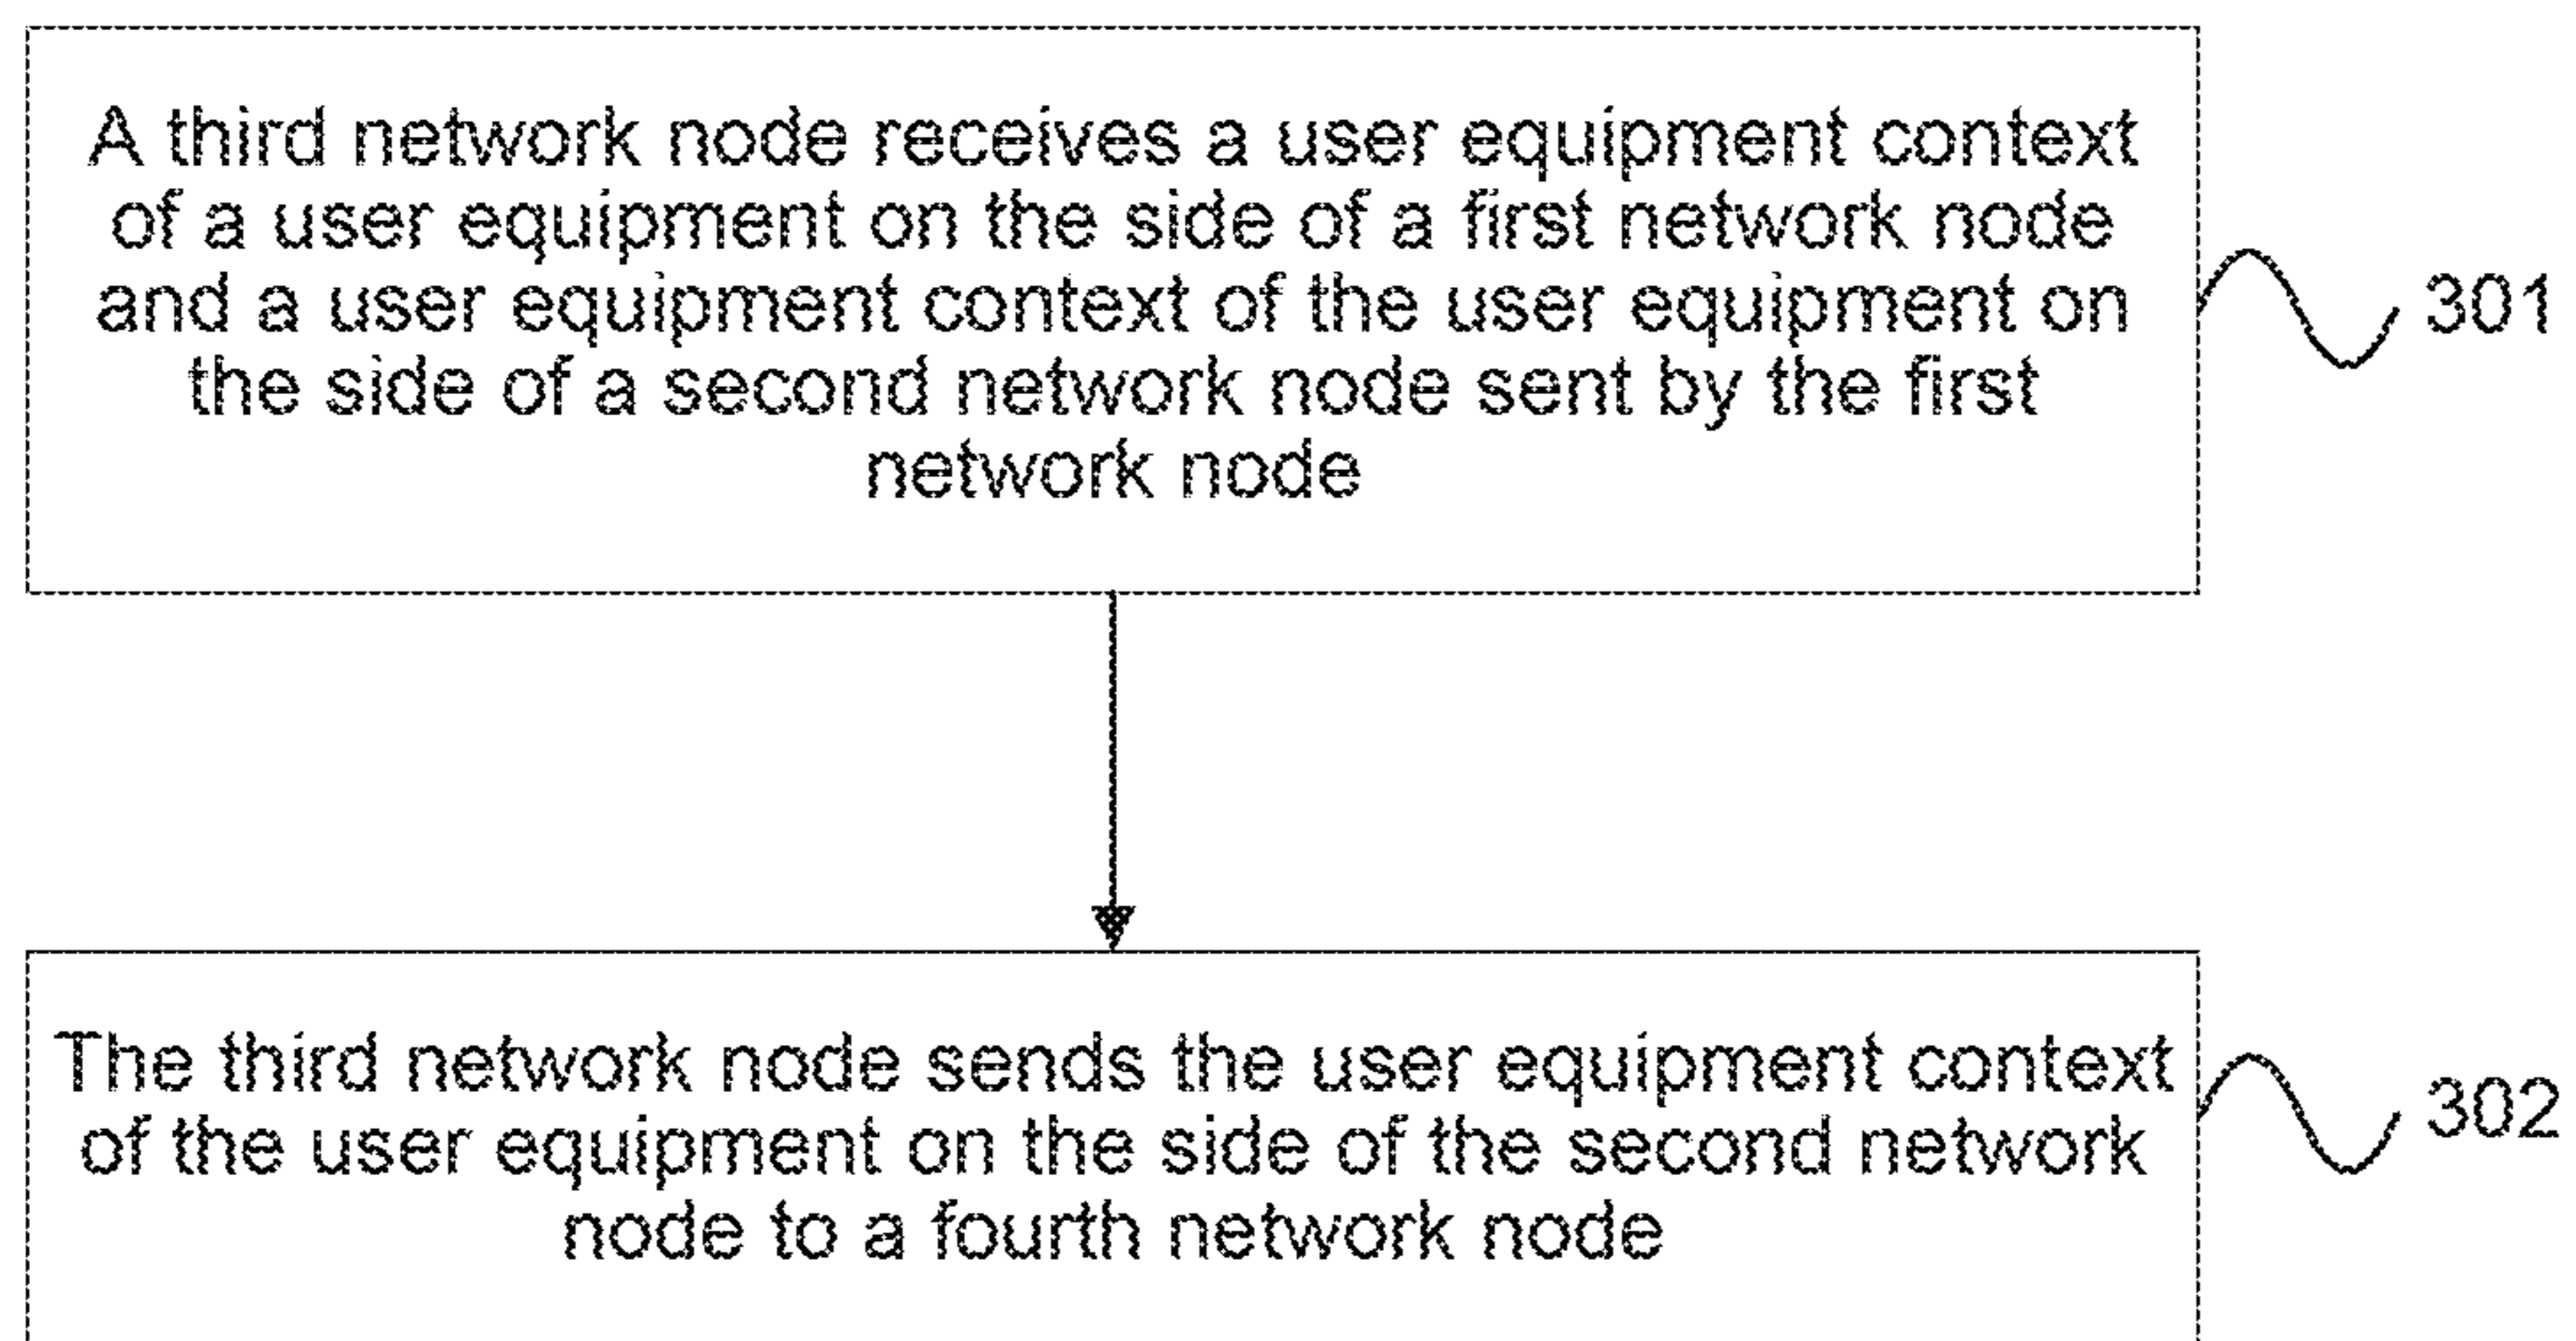 A third network node receives a user equipment context
of a user equipment on the side of a first network node
and a user equipment context of the user equipment on
the side of a second network node sent by the first
network node
301
The third network node sends the user equipment context
of the user equipment on the side of the second network
node to a fourth network node
302